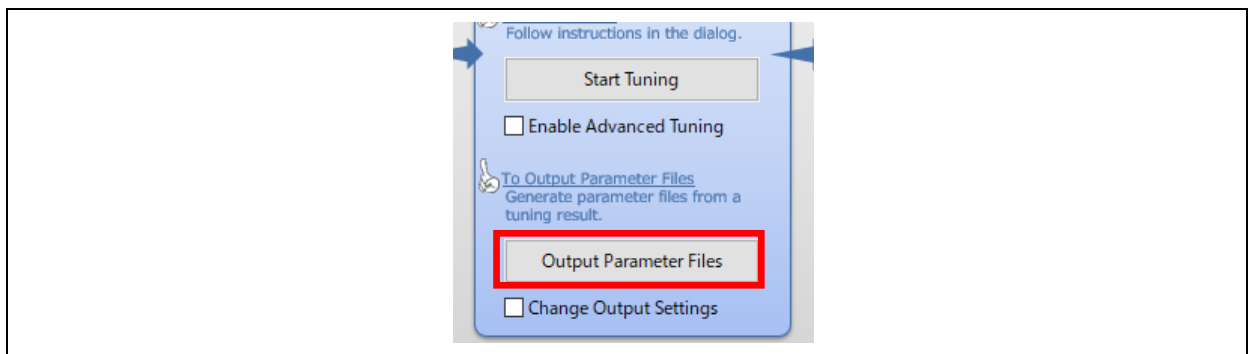 Follow instructions in the dialog.
Start Tuning
Enable Advanced Tuning
To Output Parameter Files
Generate parameter files from a
tuning result.
Output Parameter Files
Change Output Settings